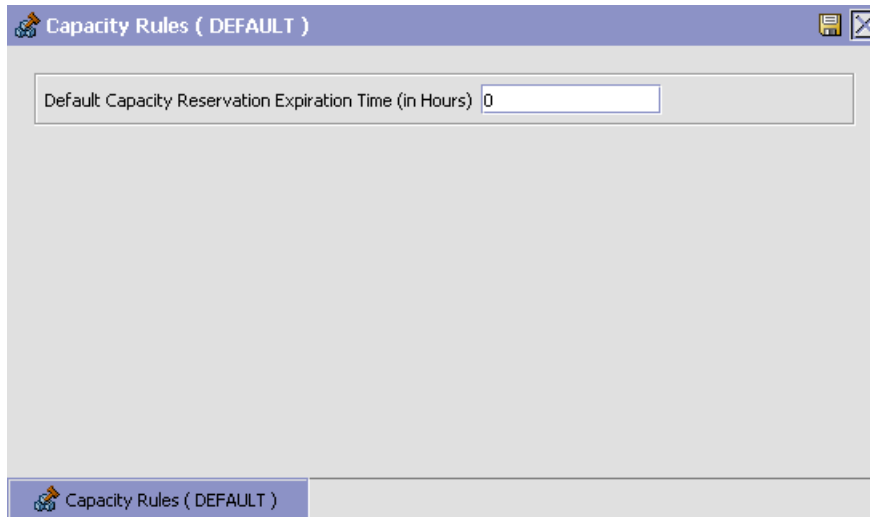 Capacity Rules ( DEFAULT )
Default Capacity Reservation Expiration Time (in Hours) 0
Capacity Rules ( DEFAULT )